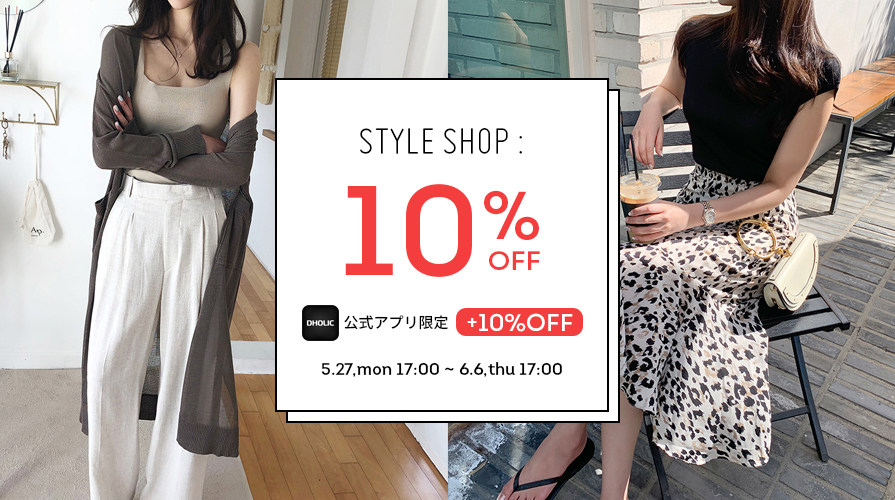 STYLE SHOP :
10%
OFF
DHOLIC 公式アプリ限定 +10%OFF
5.27,mon 17:00 ~ 6.6,thu 17:00
Ap.